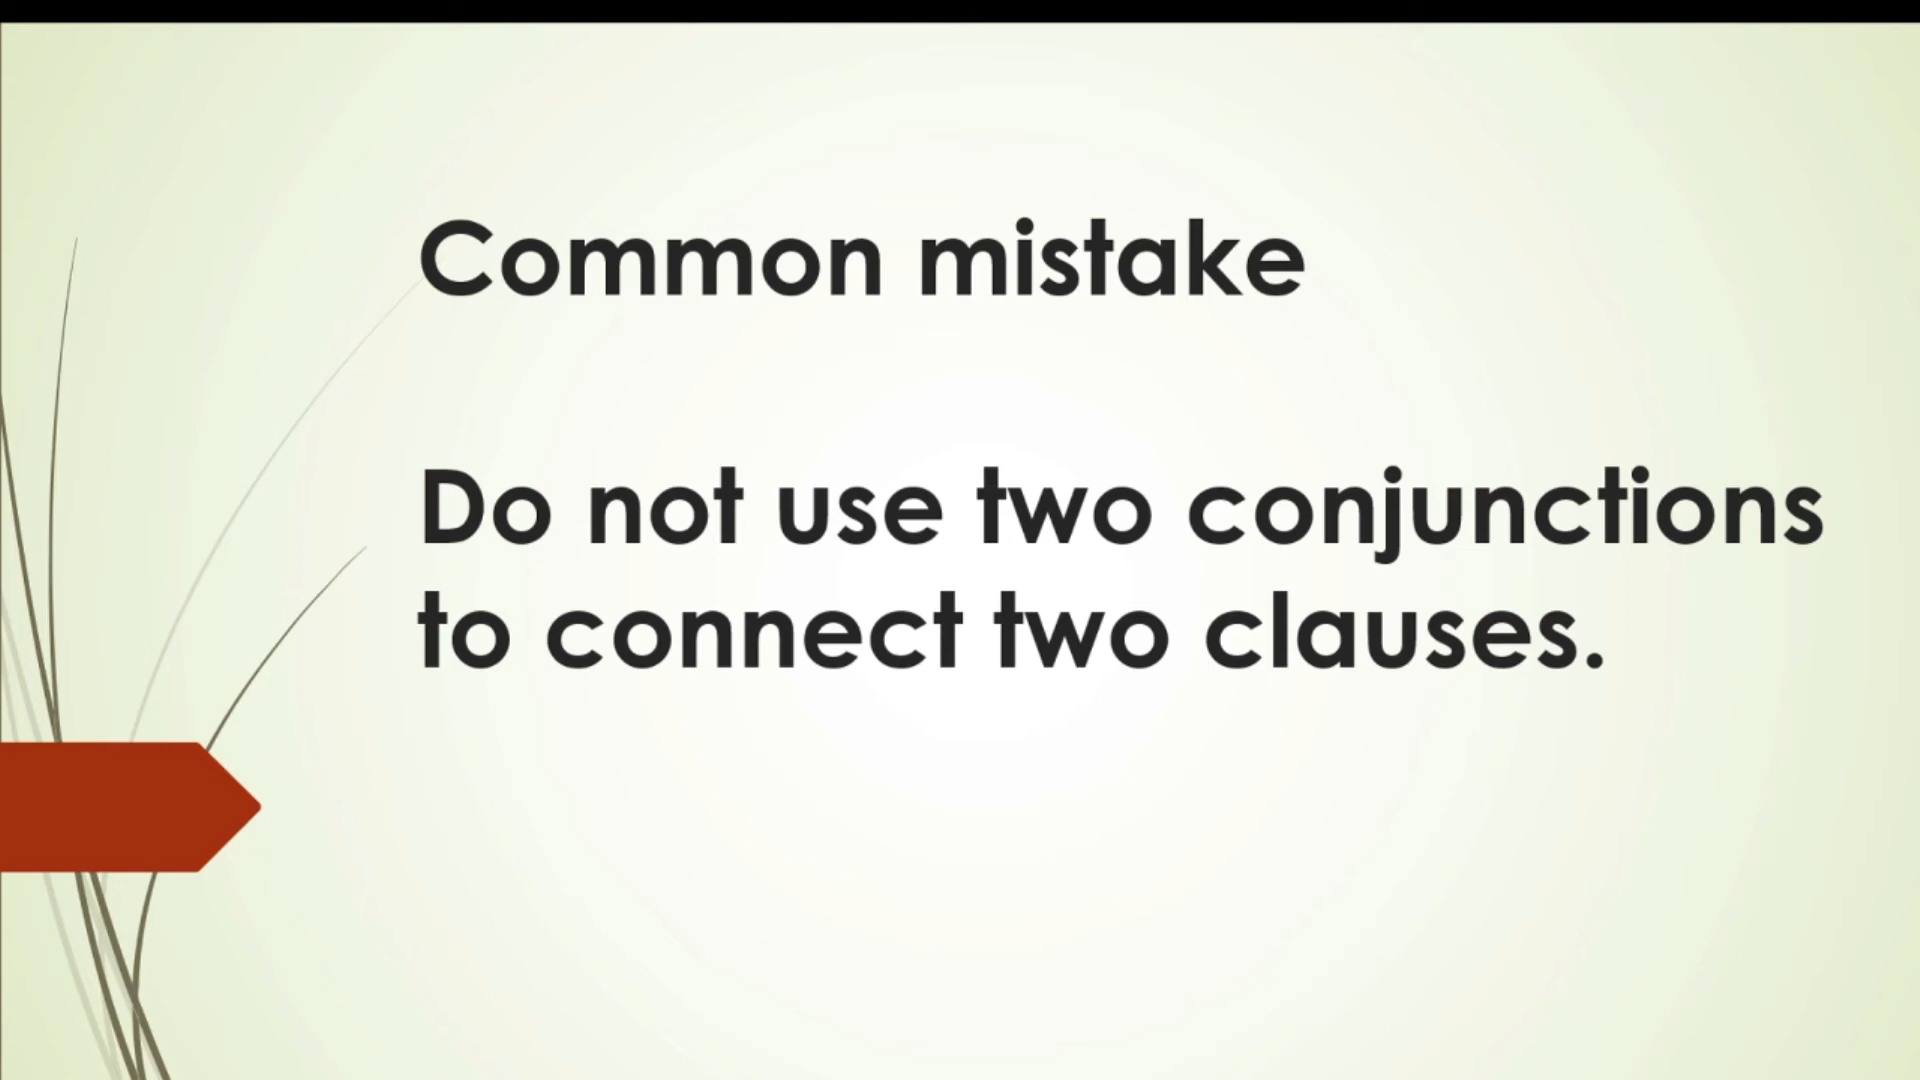 Common mistake
Do not use two conjunctions
to connect two clauses.